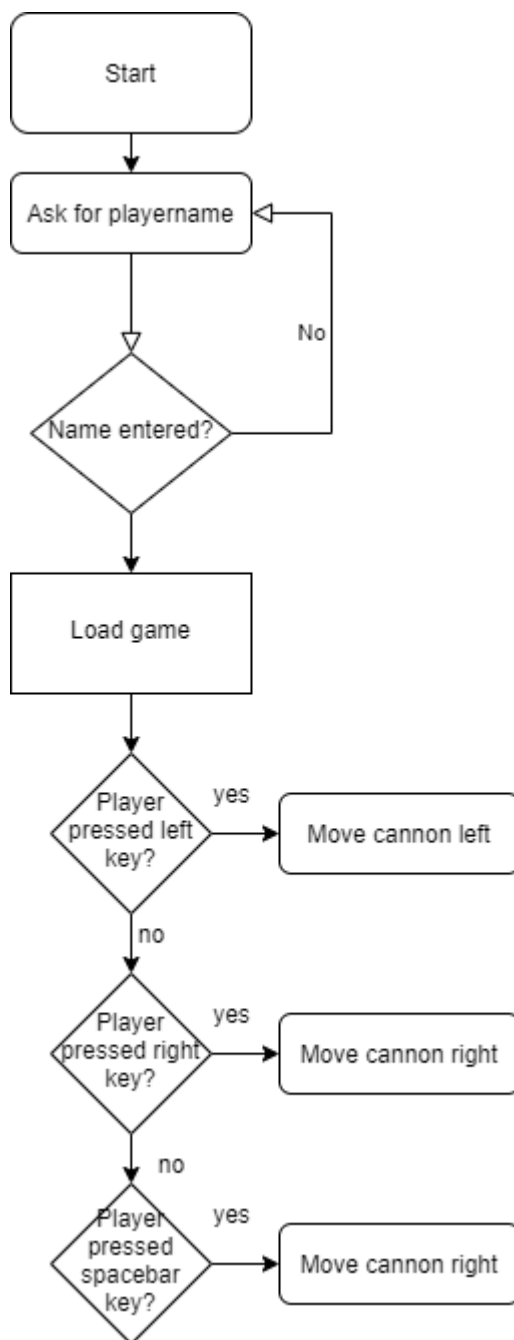 Start
Ask for playername
No
Name entered?
Load game
Player
pressed left
key?
yes
Move cannon left
no
Player
pressed right
key?
yes
Move cannon right
no
Player
pressed
spacebar
key?
yes
Move cannon right